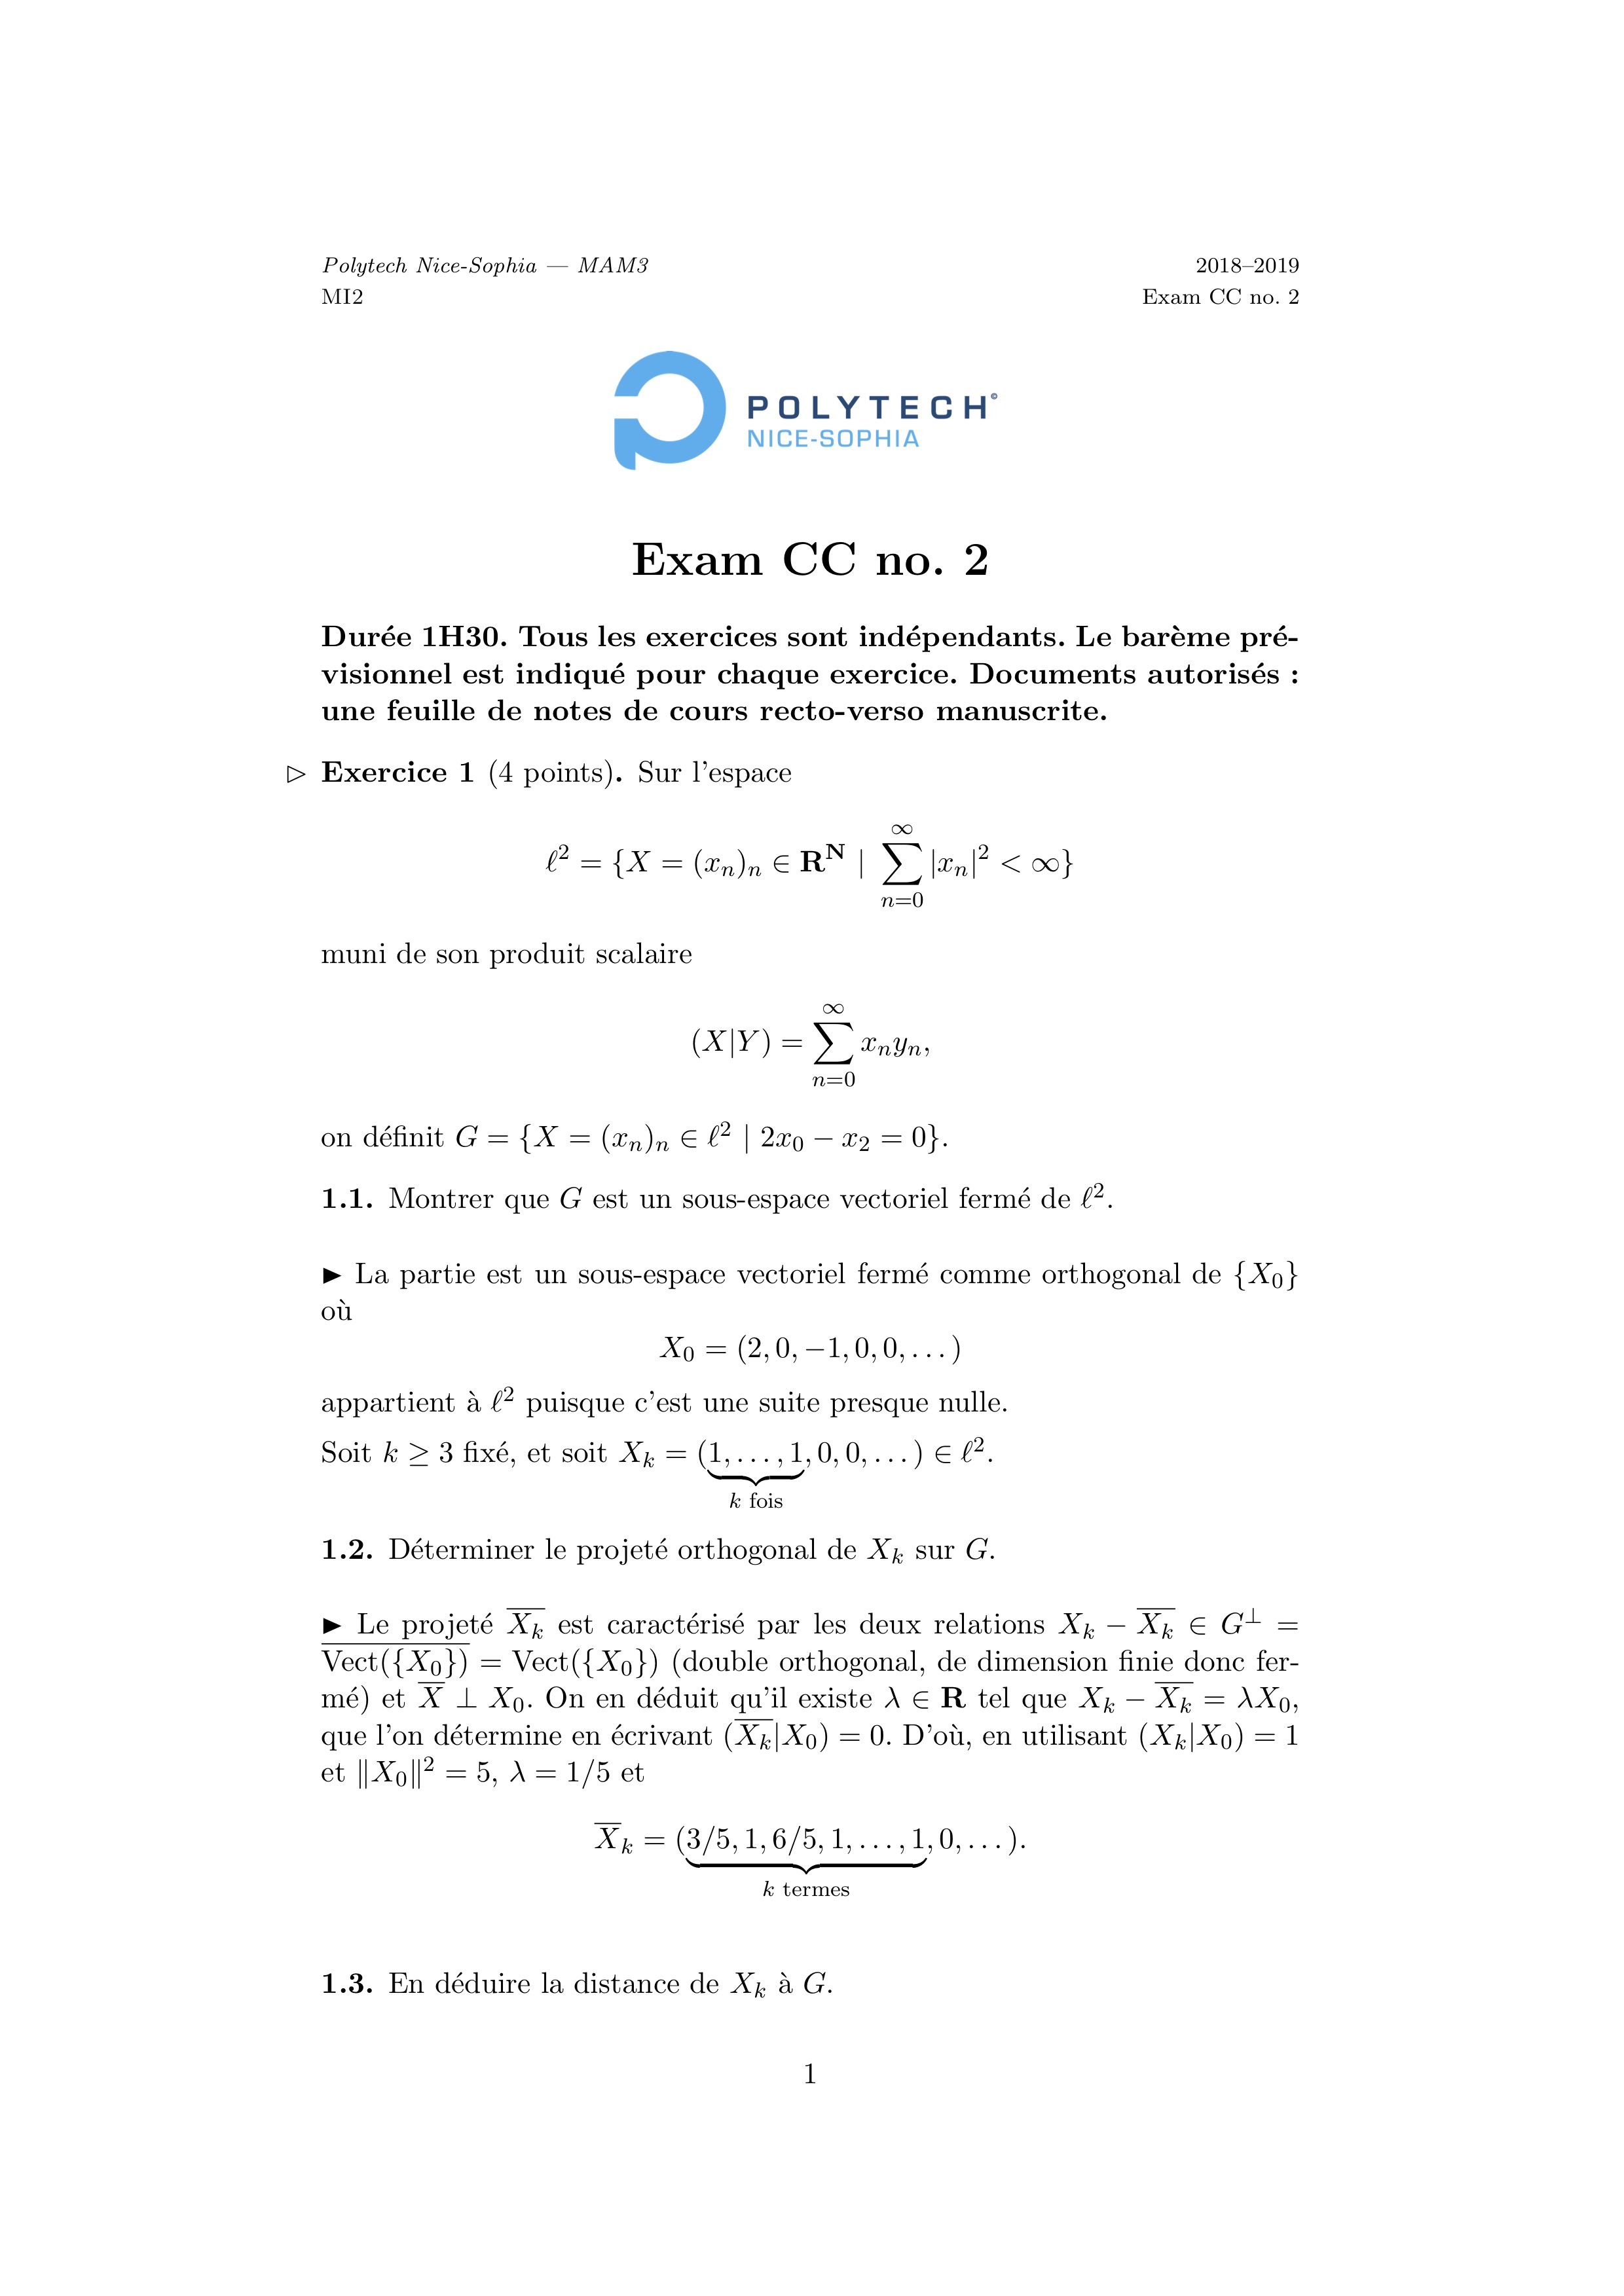 Polytech Nice-Sophia — MAM3 2018–2019
MI2 Exam CC no. 2
POLYTECH©
NICE-SOPHIA
Exam CC no. 2
Durée 1H30. Tous les exercices sont indépendants. Le barème pré-
visionnel est indiqué pour chaque exercice. Documents autorisés :
une feuille de notes de cours recto-verso manuscrite.
▷ Exercice 1 (4 points). Sur l'espace
$\ell^2 = \{X = (x_n)_n \in \mathbf{R}^{\mathbf{N}} \mid \sum_{n=0}^{\infty} |x_n|^2 < \infty\}$
muni de son produit scalaire
$(X|Y) = \sum_{n=0}^{\infty} x_n y_n,$
on définit $G = \{X = (x_n)_n \in \ell^2 \mid 2x_0 - x_2 = 0\}$.
1.1. Montrer que $G$ est un sous-espace vectoriel fermé de $\ell^2$.
► La partie est un sous-espace vectoriel fermé comme orthogonal de $\{X_0\}$
où
$X_0 = (2, 0, -1, 0, 0, \dots)$
appartient à $\ell^2$ puisque c'est une suite presque nulle.
Soit $k \geq 3$ fixé, et soit $X_k = (\underbrace{1, \dots, 1}_{k \text{ fois}}, 0, 0, \dots) \in \ell^2$.
1.2. Déterminer le projeté orthogonal de $X_k$ sur $G$.
► Le projeté $\overline{X_k}$ est caractérisé par les deux relations $X_k - \overline{X_k} \in G^\perp =$
$\overline{\text{Vect}(\{X_0\})} = \text{Vect}(\{X_0\})$ (double orthogonal, de dimension finie donc fer-
mé) et $\overline{X} \perp X_0$. On en déduit qu'il existe $\lambda \in \mathbf{R}$ tel que $X_k - \overline{X_k} = \lambda X_0$,
que l'on détermine en écrivant $(\overline{X_k}|X_0) = 0$. D'où, en utilisant $(X_k|X_0) = 1$
et $\|X_0\|^2 = 5$, $\lambda = 1/5$ et
$\overline{X}_k = (\underbrace{3/5, 1, 6/5, 1, \dots, 1}_{k \text{ termes}}, 0, \dots).$
1.3. En déduire la distance de $X_k$ à $G$.
1